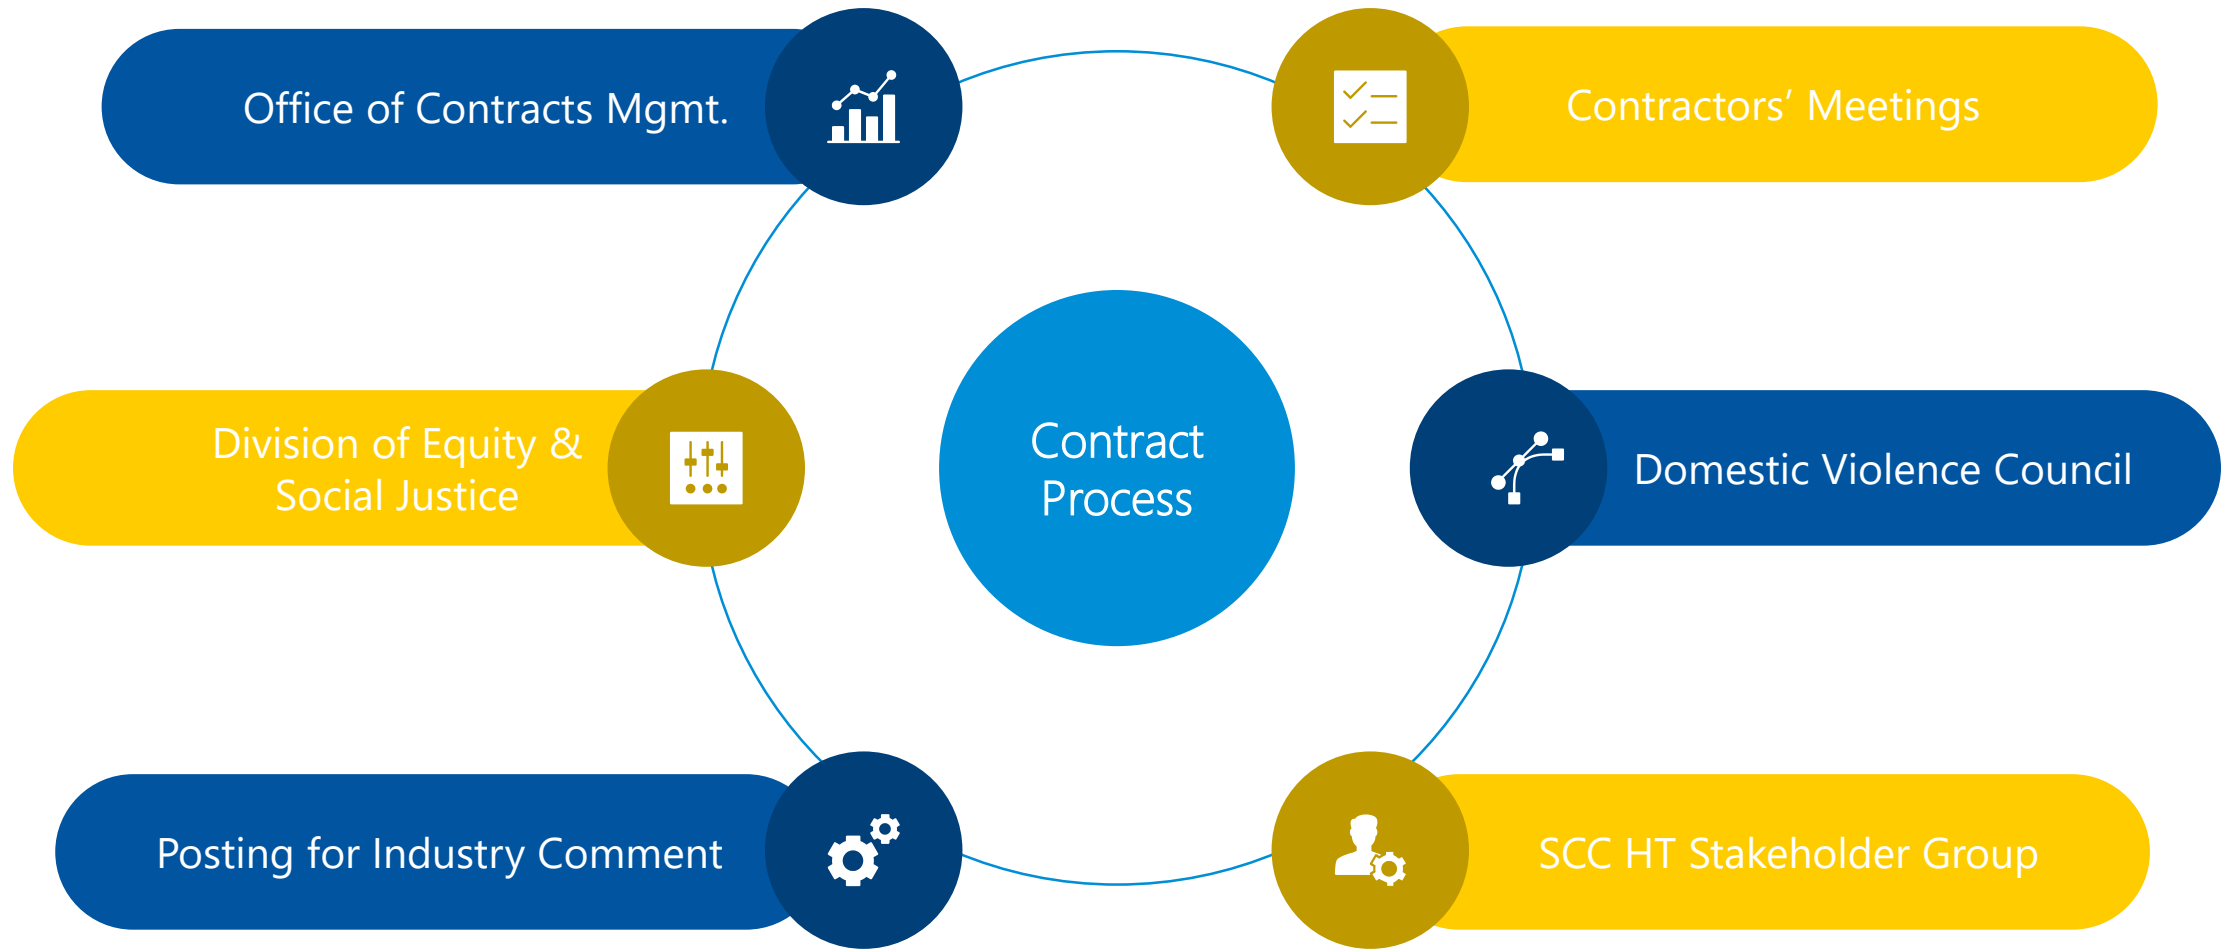 Office of Contracts Mgmt.
Contractors’ Meetings
Division of Equity &
Social Justice
Contract
Process
Domestic Violence Council
Posting for Industry Comment
SCC HT Stakeholder Group